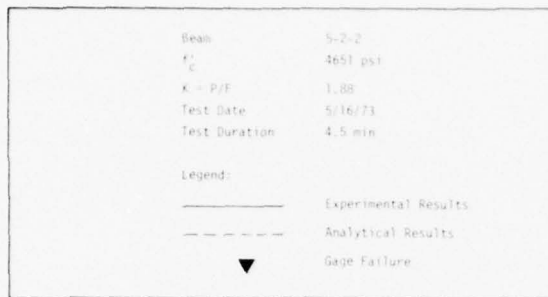 Beam S-2-2
f'c 4651 psi
K = P/F 1.88
Test Date 5/16/73
Test Duration 4.5 min
Legend:
Experimental Results
Analytical Results
Gage Failure